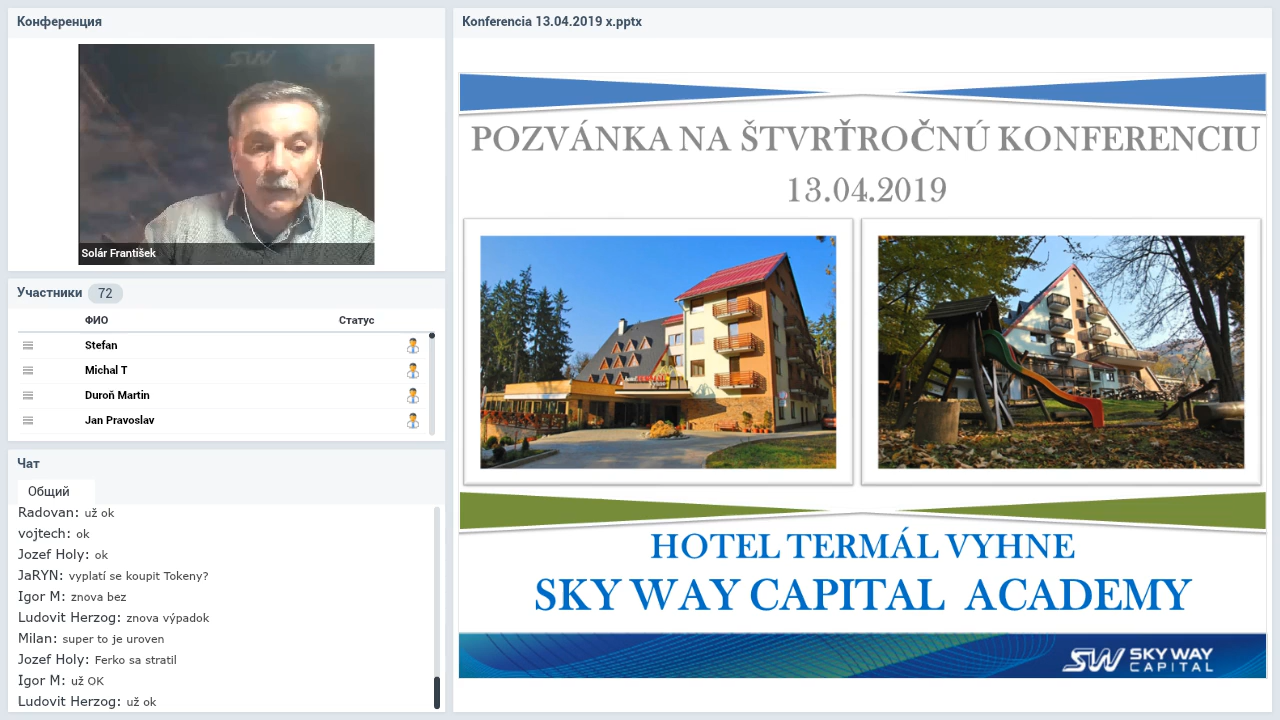 Конференция
SW
Solár František
Участники 72
ФИО Статус
Stefan
Michal T
Duroň Martin
Jan Pravoslav
Чат
Общий
Radovan: už ok
vojtech: ok
Jozef Holy: ok
JaRYN: vyplatí se koupit Tokeny?
Igor M: znova bez
Ludovit Herzog: znova výpadok
Milan: super to je uroven
Jozef Holy: Ferko sa stratil
Igor M: už OK
Ludovit Herzog: už ok
Konferencia 13.04.2019 x.pptx
POZVÁNKA NA ŠTVRŤROČNÚ KONFERENCIU
13.04.2019
HOTEL TERMÁL VYHNE
SKY WAY CAPITAL ACADEMY
SW SKY WAY
CAPITAL